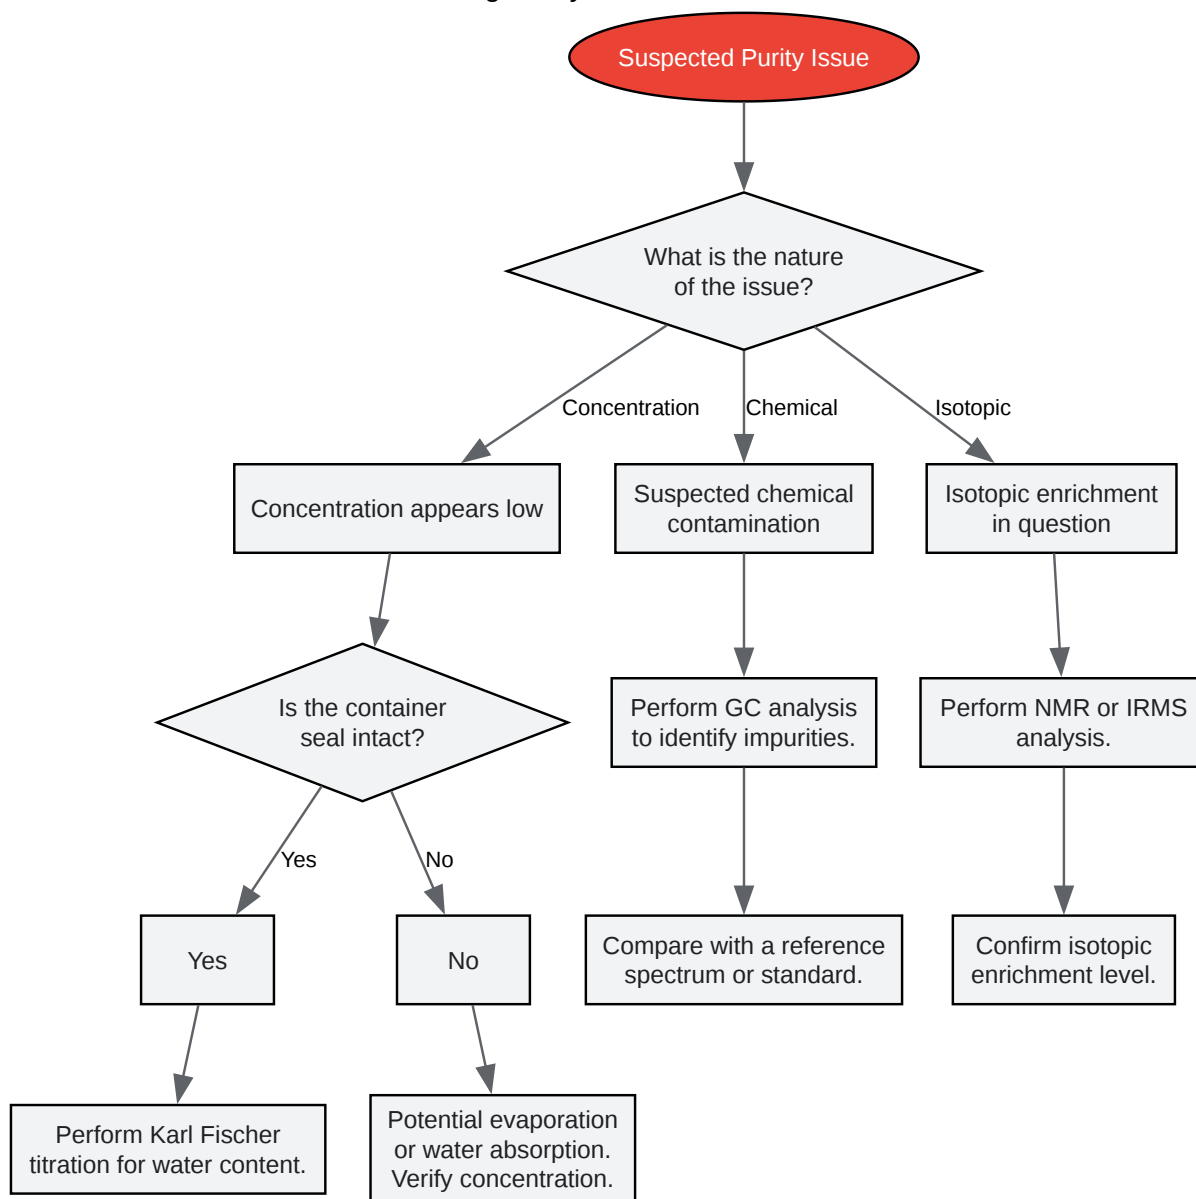 Suspected Purity Issue
What is the nature
of the issue?
Concentration
Chemical
Isotopic
Concentration appears low
Suspected chemical
contamination
Isotopic enrichment
in question
Is the container
seal intact?
Perform GC analysis
to identify impurities.
Perform NMR or IRMS
analysis.
Yes
No
Yes
No
Compare with a reference
spectrum or standard.
Confirm isotopic
enrichment level.
Perform Karl Fischer
titration for water content.
Potential evaporation
or water absorption.
Verify concentration.